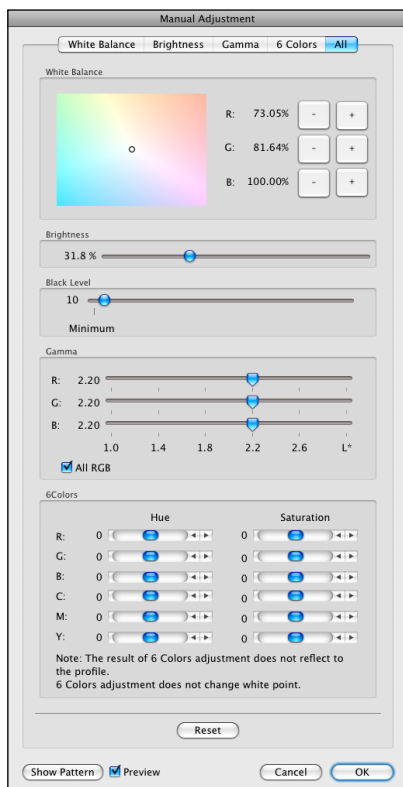 Manual Adjustment
White Balance Brightness Gamma 6 Colors All
White Balance
R: 73.05% - +
G: 81.64% - +
B: 100.00% - +
Brightness
31.8 %
Black Level
10
Minimum
Gamma
R: 2.20
G: 2.20
B: 2.20
1.0 1.4 1.8 2.2 2.6 L*
All RGB
6Colors
Hue Saturation
R: 0 0
G: 0 0
B: 0 0
C: 0 0
M: 0 0
Y: 0 0
Note: The result of 6 Colors adjustment does not reflect to
the profile.
6 Colors adjustment does not change white point.
Reset
Show Pattern Preview Cancel OK